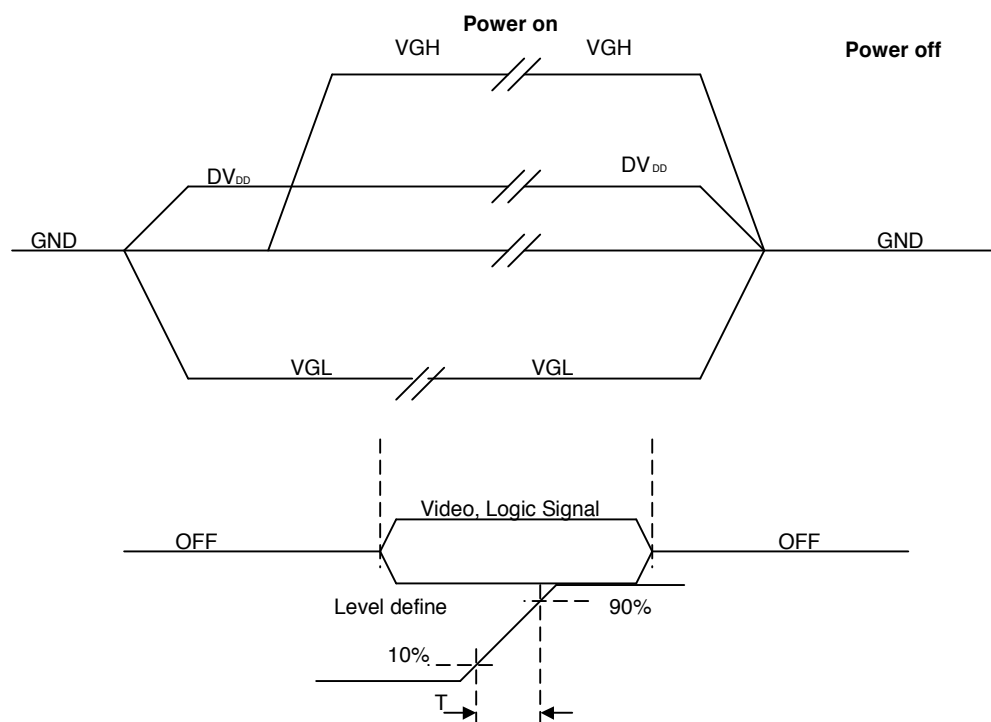 Power on
VGH VGH
Power off
DVDD DVDD
GND GND
VGL VGL
Video, Logic Signal
OFF OFF
Level define
90%
10%
T